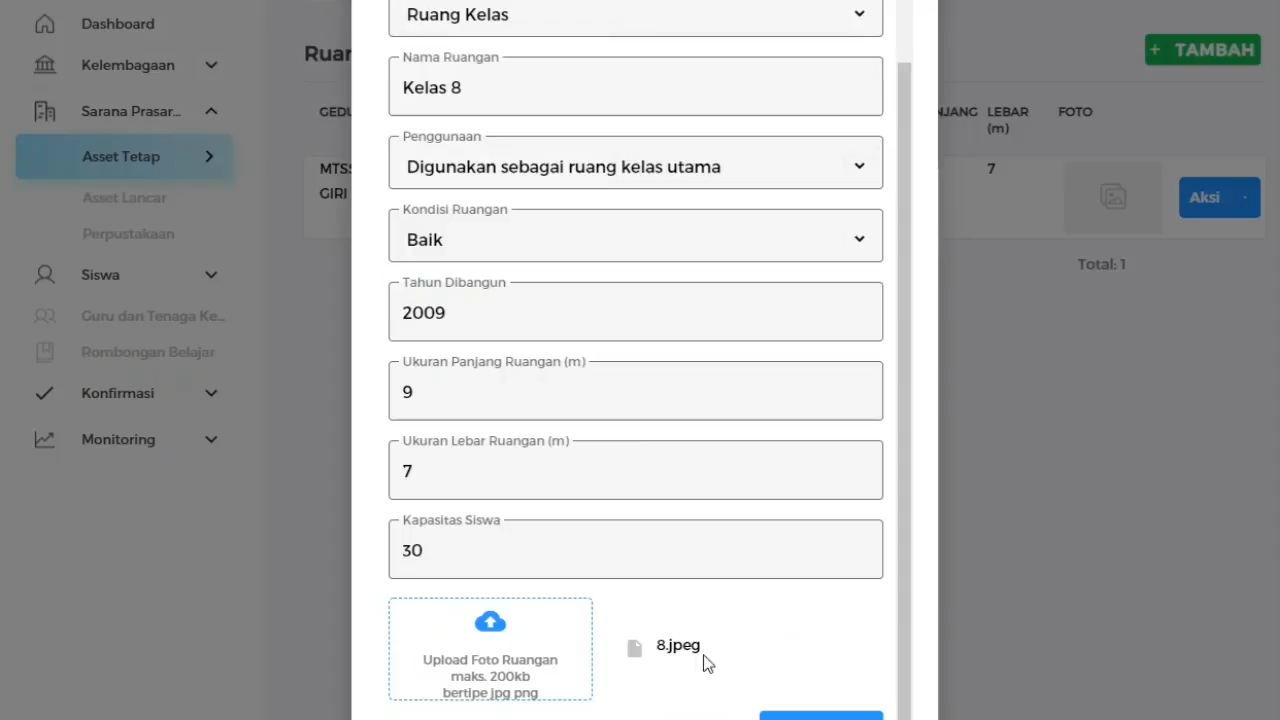 Dashboard
Kelembagaan
Sarana Prasar...
Asset Tetap
Asset Lancar
Perpustakaan
Siswa
Guru dan Tenaga Ke...
Rombongan Belajar
Konfirmasi
Monitoring
+ TAMBAH
LEBAR
(m)
FOTO
GIRI
7
Aksi
Total: 1
Ruang Kelas
Nama Ruangan
Kelas 8
Penggunaan
Digunakan sebagai ruang kelas utama
Kondisi Ruangan
Baik
Tahun Dibangun
2009
Ukuran Panjang Ruangan (m)
9
Ukuran Lebar Ruangan (m)
7
Kapasitas Siswa
30
Upload Foto Ruangan
maks. 200kb
bertipe jpg png
8.jpeg